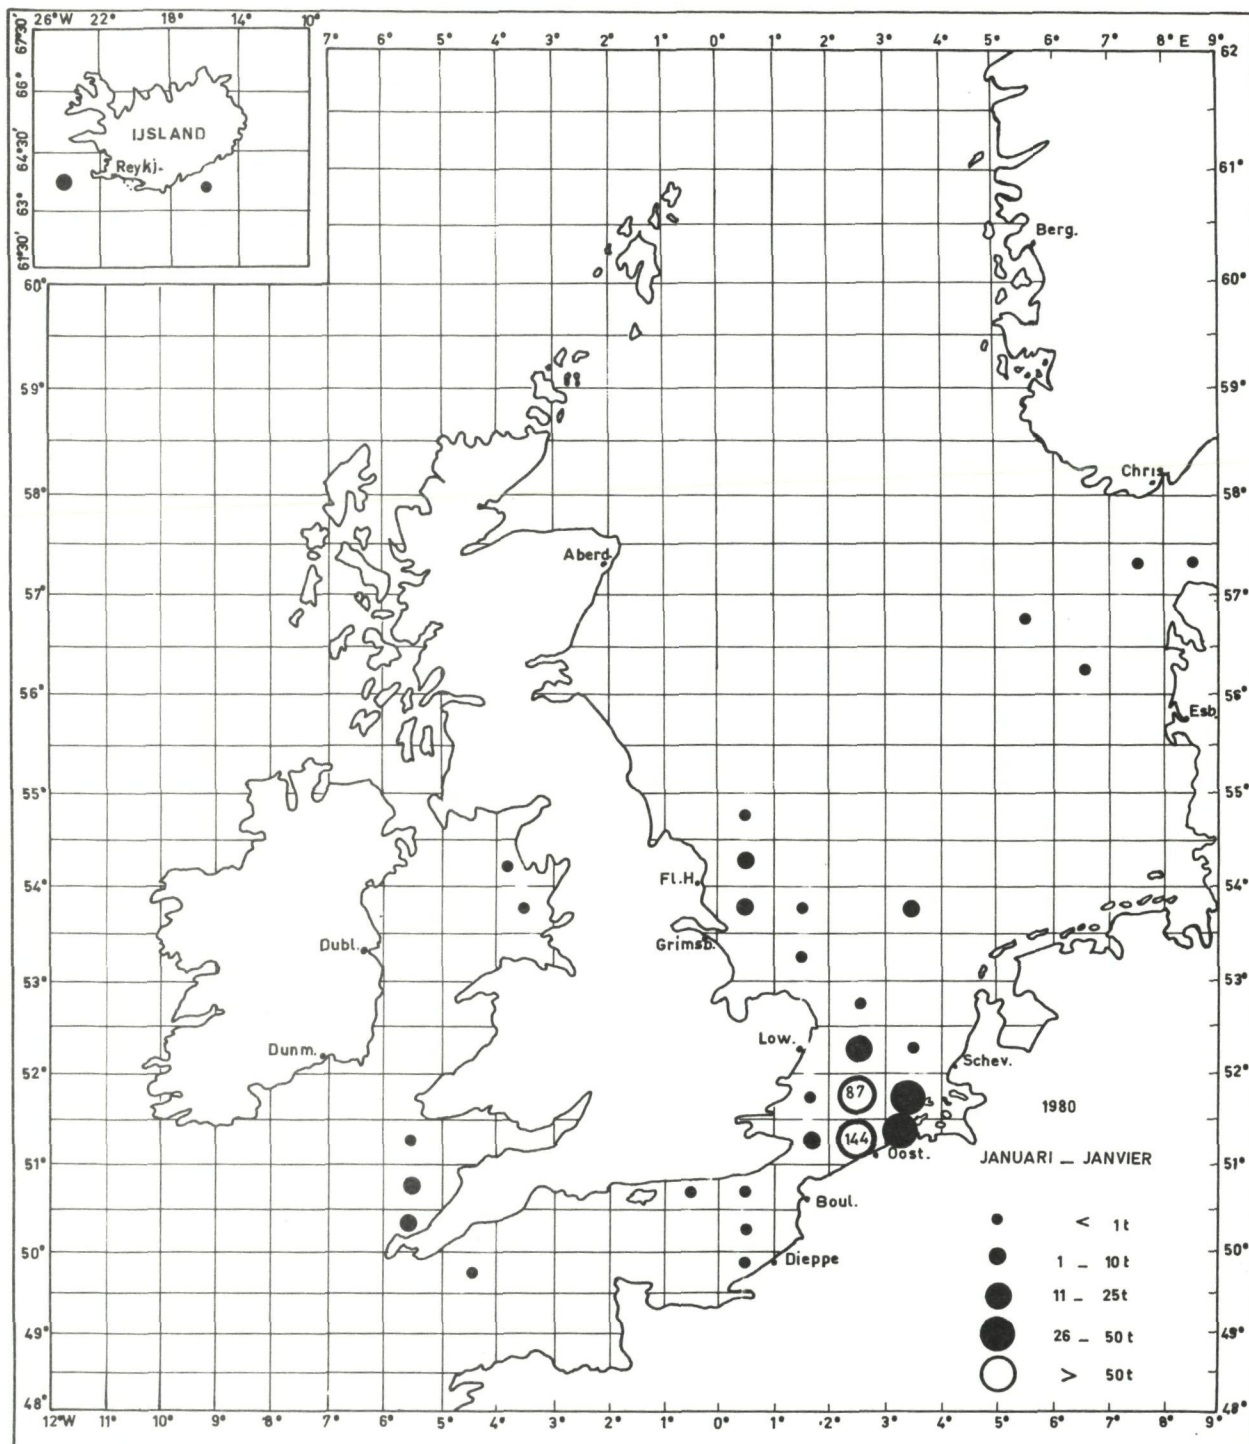 26°W 22° 18° 14° 10°
67°30' 66° 64°30' 63° 61°30'
IJSLAND
Reykj.
7° 6° 5° 4° 3° 2° 1° 0° 1° 2° 3° 4° 5° 6° 7° 8° E 9°
62
61°
60°
60°
Berg.
59°
59°
Chris
58°
58°
Aberd.
57°
57°
56°
56°
Esb
55°
55°
54°
Fl.H.
54°
Dubl.
Grimsb.
53°
53°
Low.
Dunm.
Schev.
52°
52°
87
1980
144
Oost.
51°
51°
JANUARI _ JANVIER
Boul.
< 1t
50°
Dieppe
50°
1 _ 10t
11 _ 25t
49°
26 _ 50t
49°
> 50t
48°
48°
12°W 11° 10° 9° 8° 7° 6° 5° 4° 3° 2° 1° 0° 1° 2° 3° 4° 5° 6° 7° 8° 9°